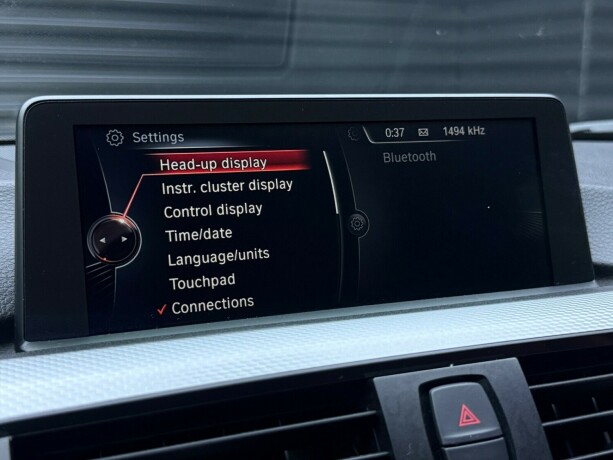 Settings
0:37 1494 kHz
Head-up display
Bluetooth
Instr. cluster display
Control display
Time/date
Language/units
Touchpad
Connections